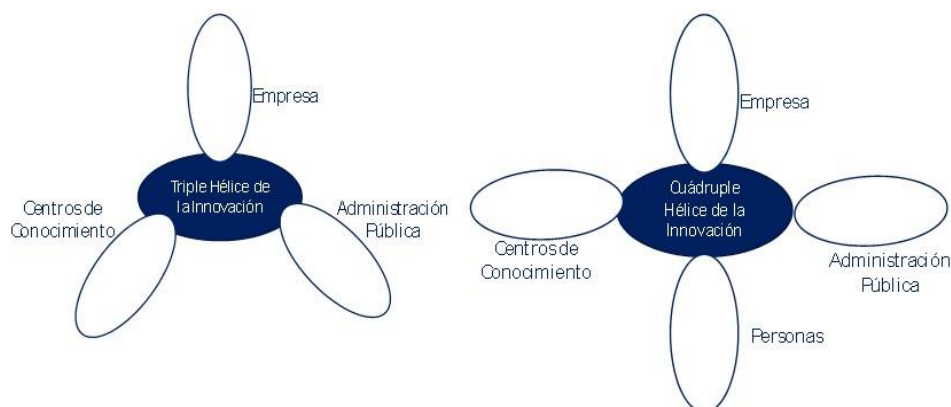 Empresa
Triple Hélice de
la Innovación
Centros de
Conocimiento
Administración
Pública
Empresa
Cuádruple
Hélice de la
Innovación
Centros de
Conocimiento
Administración
Pública
Personas